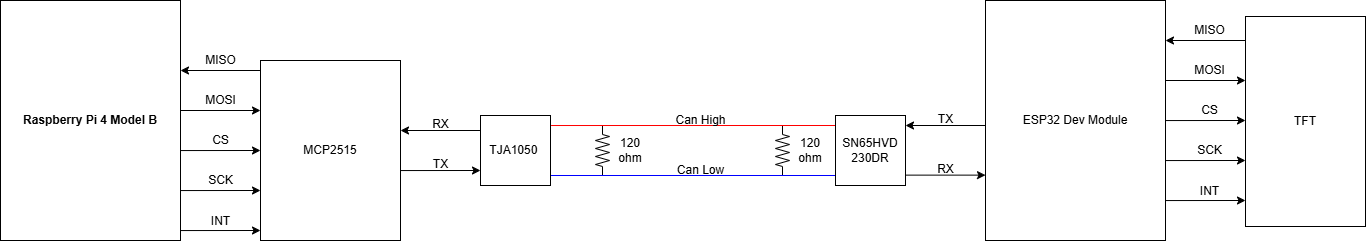 Raspberry Pi 4 Model B
MISO
MOSI
CS
SCK
INT
MCP2515
RX
TX
TJA1050
Can High
120
ohm
120
ohm
Can Low
SN65HVD
230DR
TX
RX
ESP32 Dev Module
MISO
MOSI
CS
SCK
INT
TFT